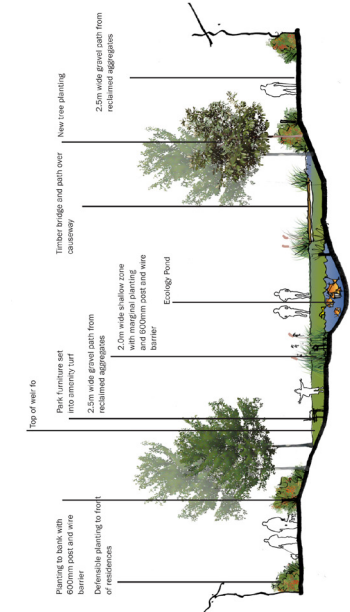 Planting to bank with
600mm post and wire
barrier
Defensible planting to front
of residences
Top of weir fo
Park furniture set
into amenity turf
2.5m wide gravel path from
reclaimed aggregates
2.0m wide shallow zone
with marginal planting
and 600mm post and wire
barrier
Ecology Pond
Timber bridge and path over
causeway
New tree planting
2.5m wide gravel path from
reclaimed aggregates